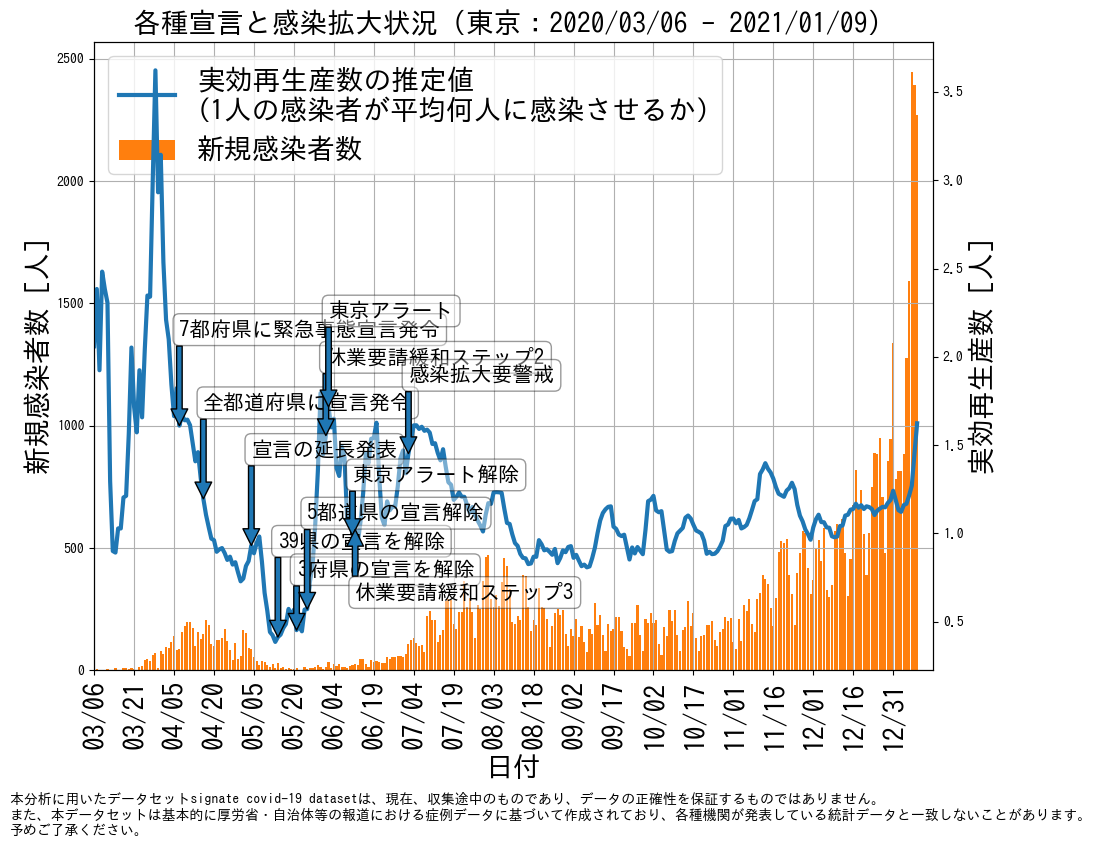 各種宣言と感染拡大状況 (東京：2020/03/06 - 2021/01/09)
実効再生産数の推定値
(1人の感染者が平均何人に感染させるか)
新規感染者数
新規感染者数 [人]
2500
2000
1500
1000
500
0
実効再生産数 [人]
3.5
3.0
2.5
2.0
1.5
1.0
0.5
東京アラート
7都府県に緊急事態宣言発令
休業要請緩和ステップ2
感染拡大要警戒
全都道府県に宣言発令
宣言の延長発表
東京アラート解除
5都道県の宣言解除
39県の宣言を解除
3府県の宣言を解除
休業要請緩和ステップ3
03/06
03/21
04/05
04/20
05/05
05/20
06/04
06/19
07/04
07/19
08/03
08/18
09/02
09/17
10/02
10/17
11/01
11/16
12/01
12/16
12/31
日付
本分析に用いたデータセットsignate covid-19 datasetは、現在、収集途中のものであり、データの正確性を保証するものではありません。
また、本データセットは基本的に厚労省・自治体等の報道における症例データに基づいて作成されており、各種機関が発表している統計データと一致しないことがあります。
予めご了承ください。